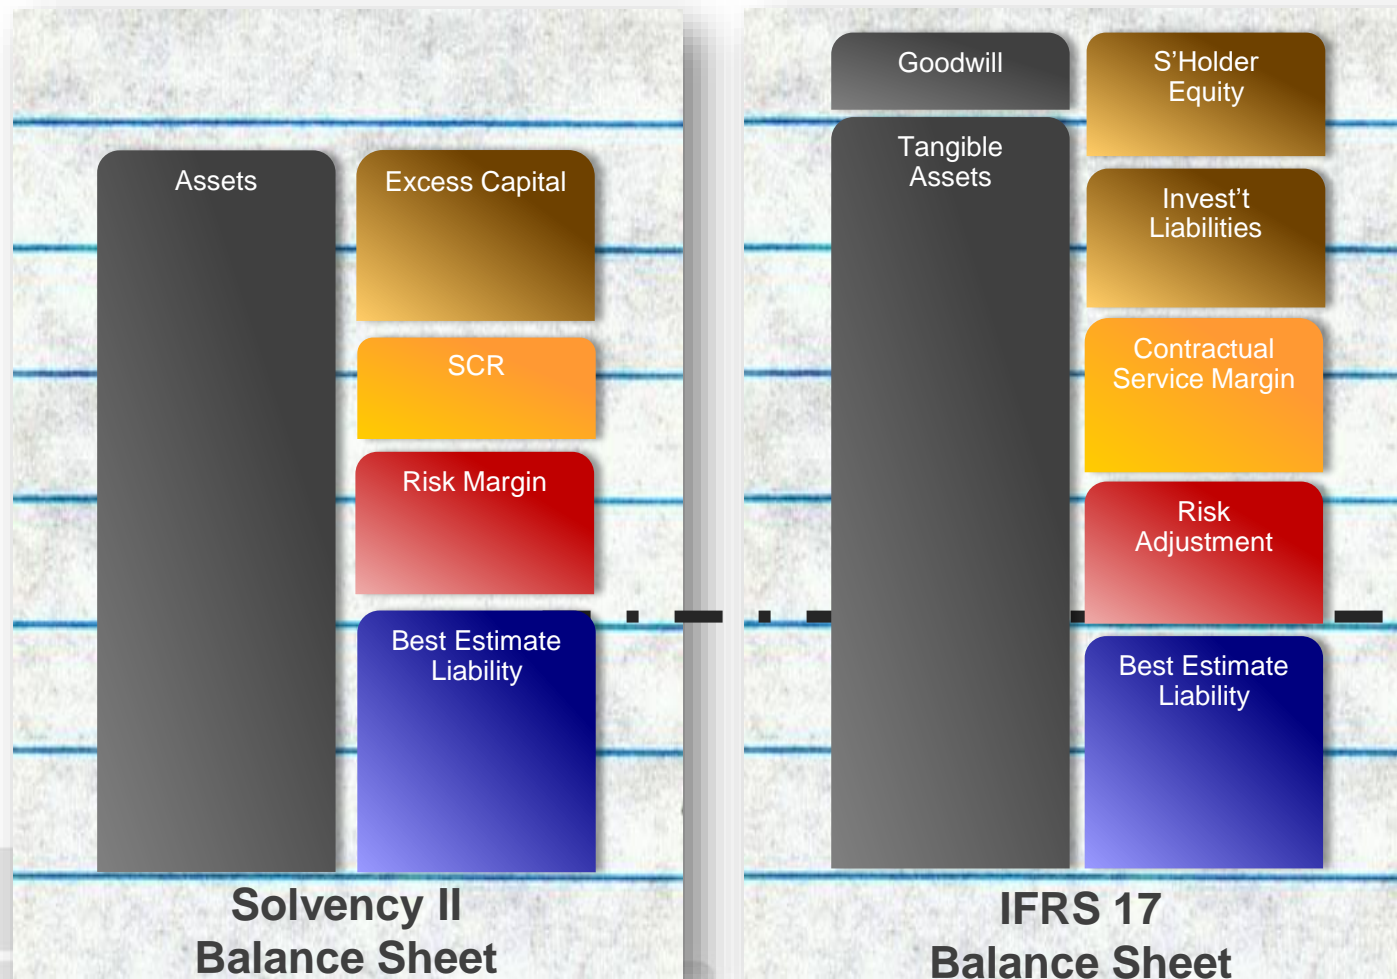 Assets
Excess Capital
SCR
Risk Margin
Best Estimate
Liability
Solvency II
Balance Sheet
Goodwill
Tangible
Assets
S'Holder
Equity
Invest't
Liabilities
Contractual
Service Margin
Risk
Adjustment
Best Estimate
Liability
IFRS 17
Balance Sheet